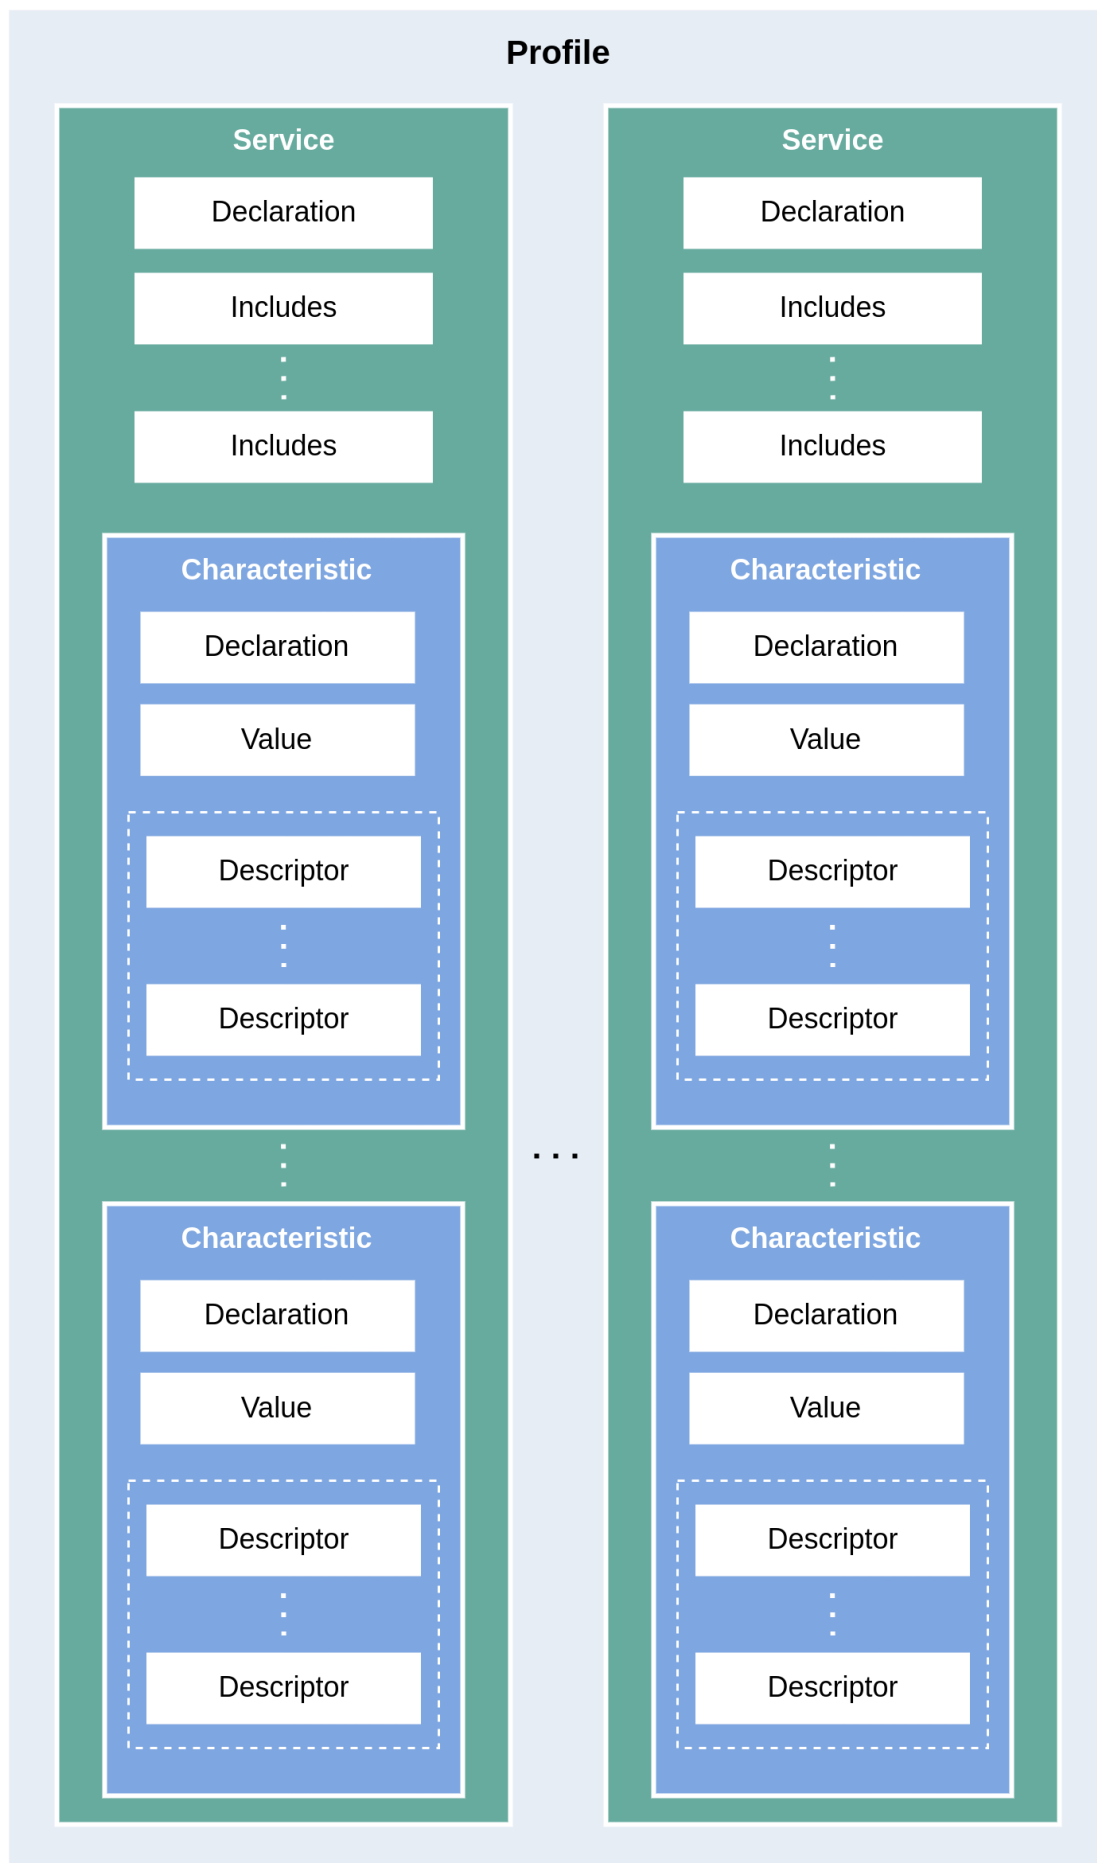 Profile
Service
Declaration
Includes
Includes
Characteristic
Declaration
Value
Descriptor
Descriptor
Characteristic
Declaration
Value
Descriptor
Descriptor
. . .
Service
Declaration
Includes
Includes
Characteristic
Declaration
Value
Descriptor
Descriptor
Characteristic
Declaration
Value
Descriptor
Descriptor